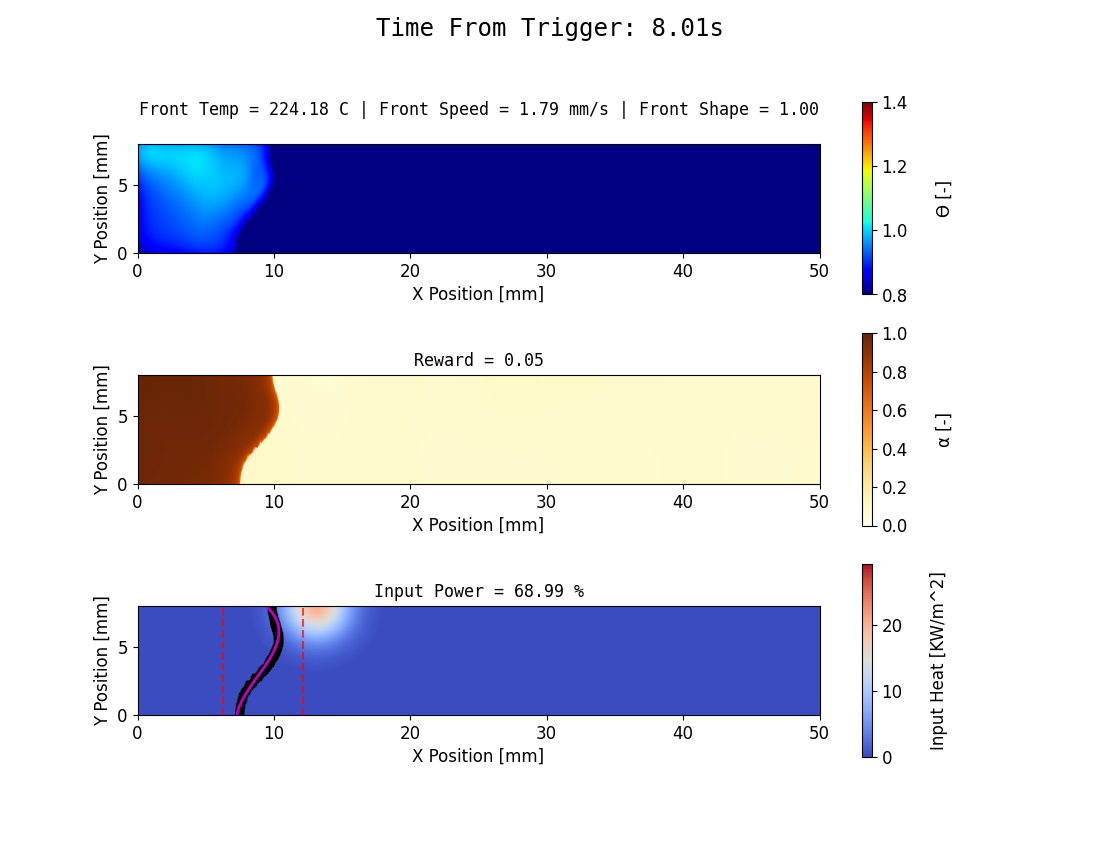 Time From Trigger: 8.01s
Front Temp = 224.18 C | Front Speed = 1.79 mm/s | Front Shape = 1.00
Y Position [mm]
5
0
0 10 20 30 40 50
X Position [mm]
1.4
1.2
1.0
0.8
Θ [-]
Reward = 0.05
Y Position [mm]
5
0
0 10 20 30 40 50
X Position [mm]
1.0
0.8
0.6
0.4
0.2
0.0
α [-]
Input Power = 68.99 %
Y Position [mm]
5
0
0 10 20 30 40 50
X Position [mm]
20
10
0
Input Heat [KW/m^2]